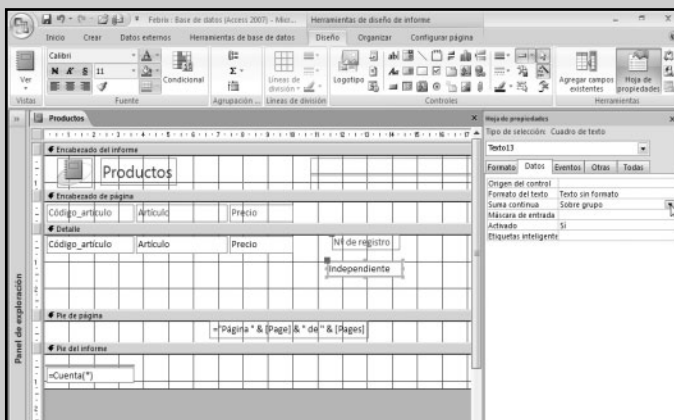 Febrix : Base de datos (Access 2007) - Micr...
Herramientas de diseño de informe
Inicio
Crear
Datos externos
Herramientas de base de datos
Diseño
Organizar
Configurar página
Ver
Calibri
N K S 11
Condicional
Σ
Líneas de división
Logotipo
Agregar campos existentes
Hoja de propiedades
Vistas
Fuente
Agrupación ...
Líneas de división
Controles
Herramientas
Productos
Encabezado del informe
Productos
Encabezado de página
Código_artículo
Artículo
Precio
Detalle
Código_artículo
Artículo
Precio
Nº de registro
Independiente
Pie de página
="Página " & [Page] & " de " & [Pages]
Pie del informe
=Cuenta(*)
Panel de exploración
Hoja de propiedades
Tipo de selección: Cuadro de texto
Texto13
Formato
Datos
Eventos
Otras
Todas
Origen del control
Formato del texto Texto sin formato
Suma continua Sobre grupo
Máscara de entrada
Activado Sí
Etiquetas inteligente